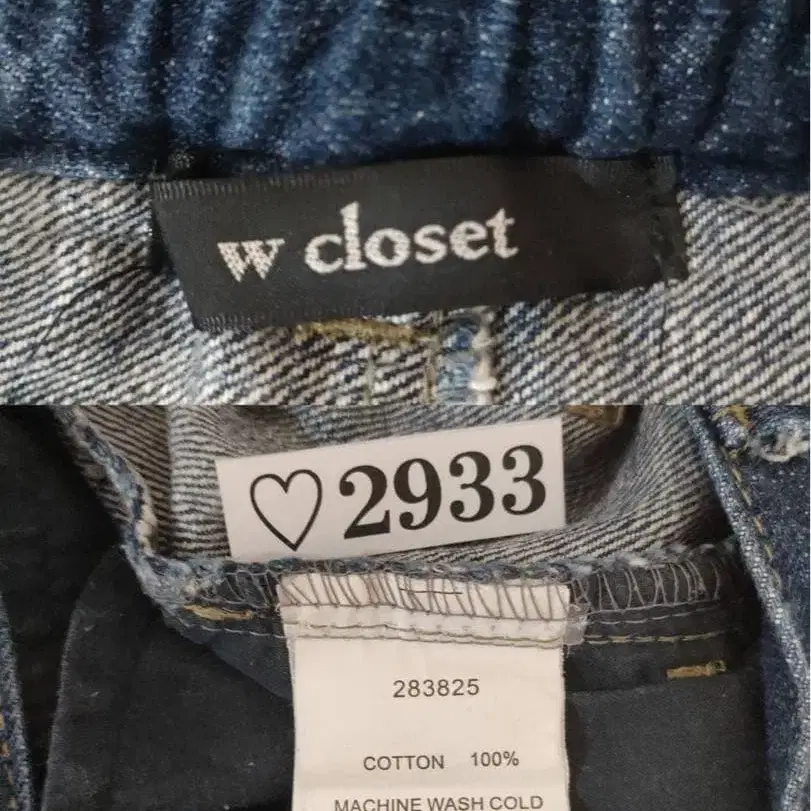 w closet
♡2933
283825
COTTON 100%
MACHINE WASH COLD